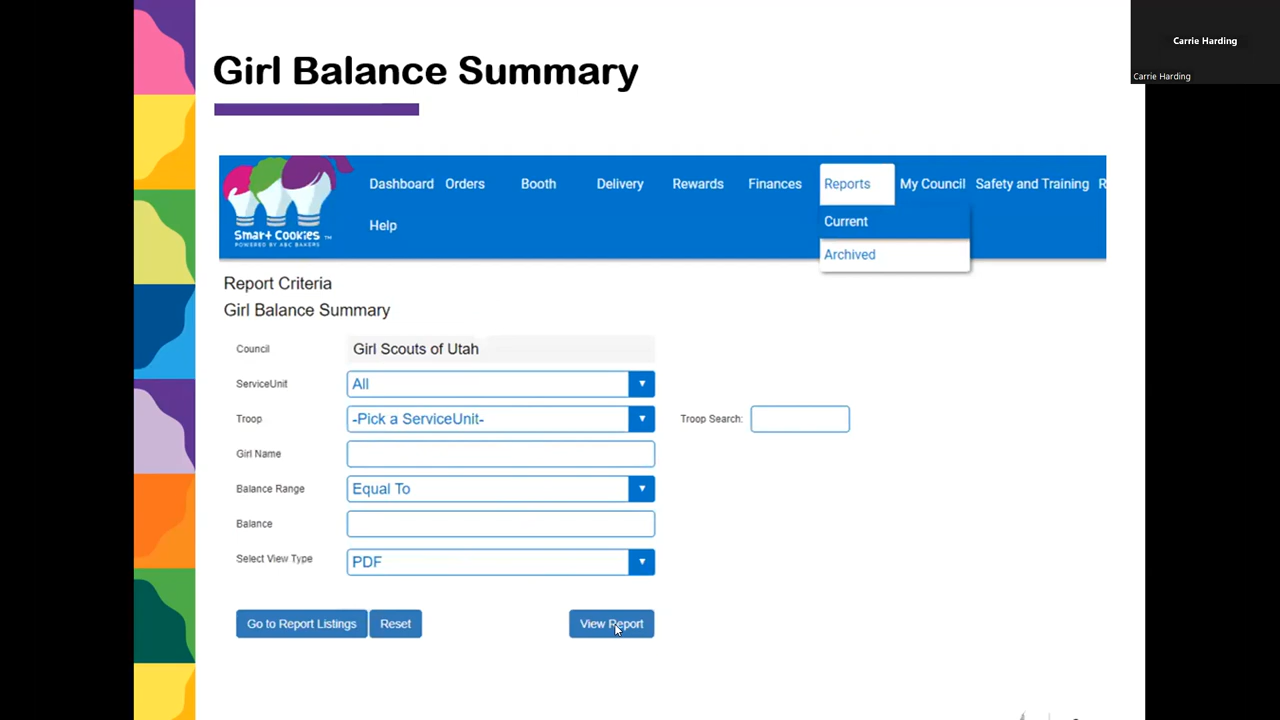 Girl Balance Summary
Carrie Harding
Carrie Harding
Dashboard Orders Booth Delivery Rewards Finances Reports My Council Safety and Training R
Help
Current
Archived
Smart Cookies ™
POWERED BY ABC BAKERS
Report Criteria
Girl Balance Summary
Council Girl Scouts of Utah
ServiceUnit All
Troop -Pick a ServiceUnit- Troop Search:
Girl Name
Balance Range Equal To
Balance
Select View Type PDF
Go to Report Listings Reset View Report